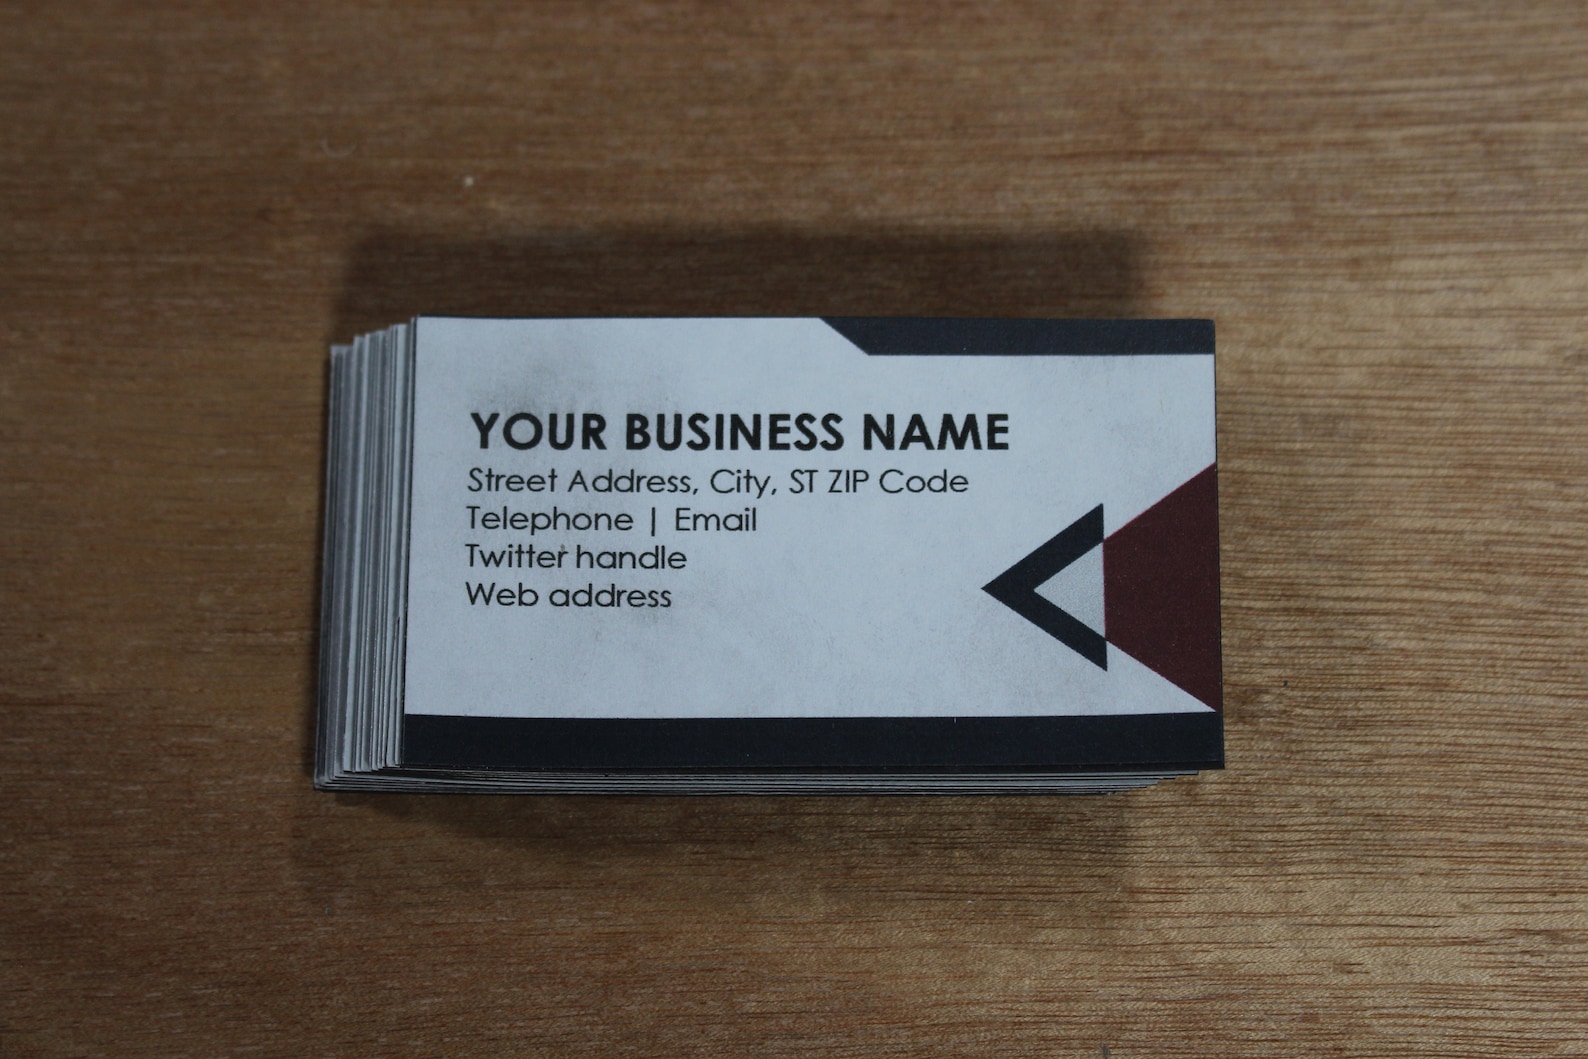 YOUR BUSINESS NAME
Street Address, City, ST ZIP Code
Telephone | Email
Twitter handle
Web address